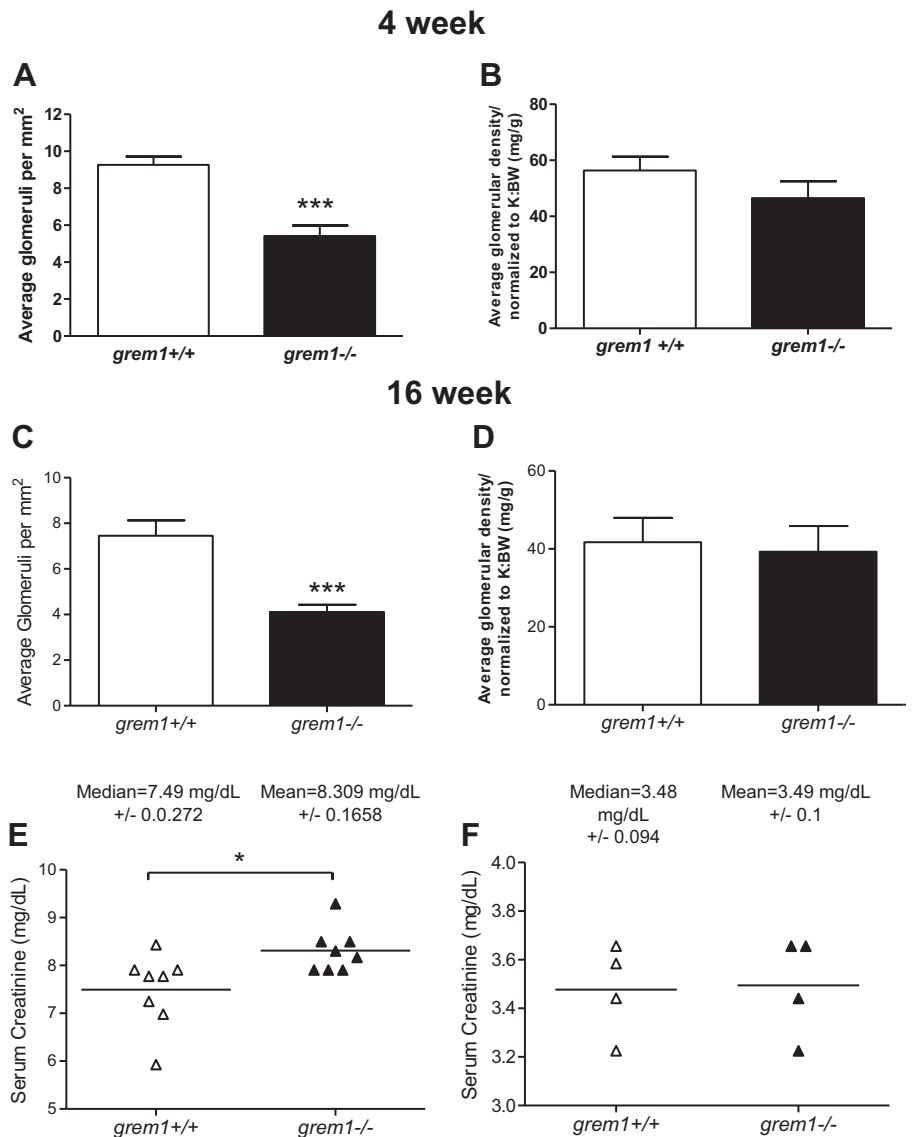 4 week
A
Average glomeruli per mm²
12
10
8
6
4
2
0
***
grem1+/+
grem1-/-
B
Average glomerular density/
normalized to K:BW (mg/g)
80
60
40
20
0
grem1 +/+
grem1-/-
16 week
C
Average Glomeruli per mm²
10
8
6
4
2
0
***
grem1+/+
grem1-/-
D
Average glomerular density/
normalized to K:BW (mg/g)
60
40
20
0
grem1+/+
grem1-/-
Median=7.49 mg/dL
+/- 0.0.272
Mean=8.309 mg/dL
+/- 0.1658
E
Serum Creatinine (mg/dL)
10
9
8
7
6
5
*
grem1+/+
grem1-/-
Median=3.48
mg/dL
+/- 0.094
Mean=3.49 mg/dL
+/- 0.1
F
Serum Creatinine (mg/dL)
4.0
3.8
3.6
3.4
3.2
3.0
grem1+/+
grem1-/-